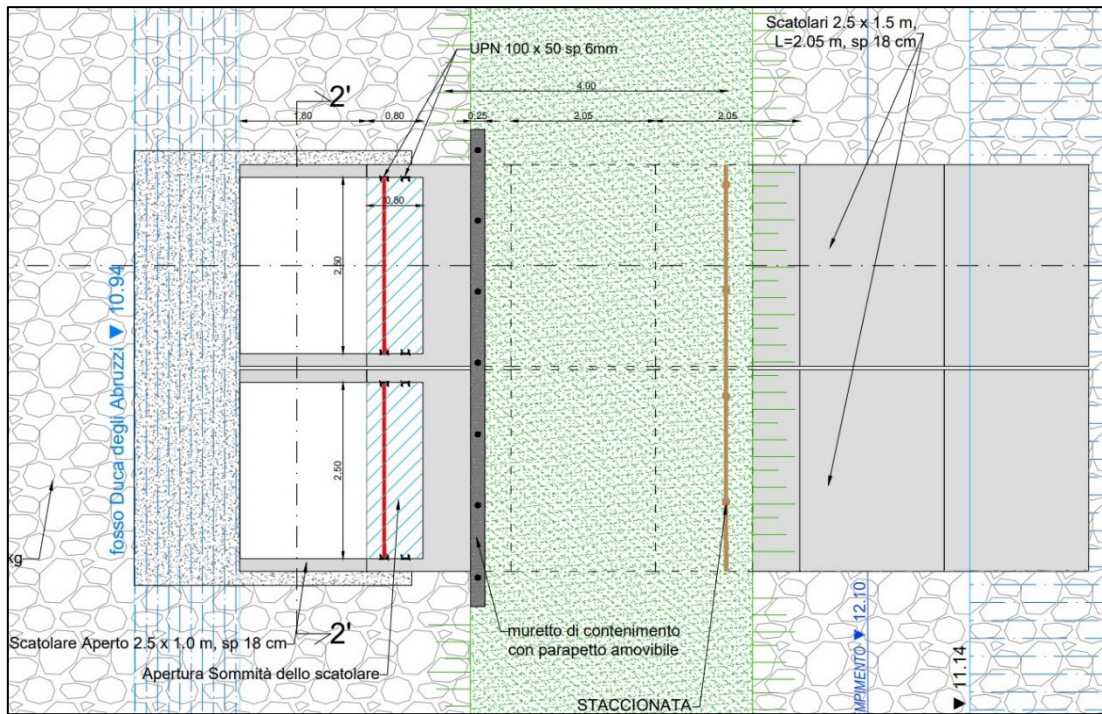 Scatolari 2.5 x 1.5 m,
L=2.05 m, sp 18 cm
UPN 100 x 50 sp 6mm
4.00
2'
1.80
0.80
0.25
2.05
2.05
0,80
2,50
fosso Duca degli Abruzzi ▼ 10.94
2,50
kg
Scatolare Aperto 2.5 x 1.0 m, sp 18 cm
2'
Apertura Sommità dello scatolare
muretto di contenimento
con parapetto amovibile
STACCIONATA
MPIMENTO ▼ 12.10
▼ 11.14